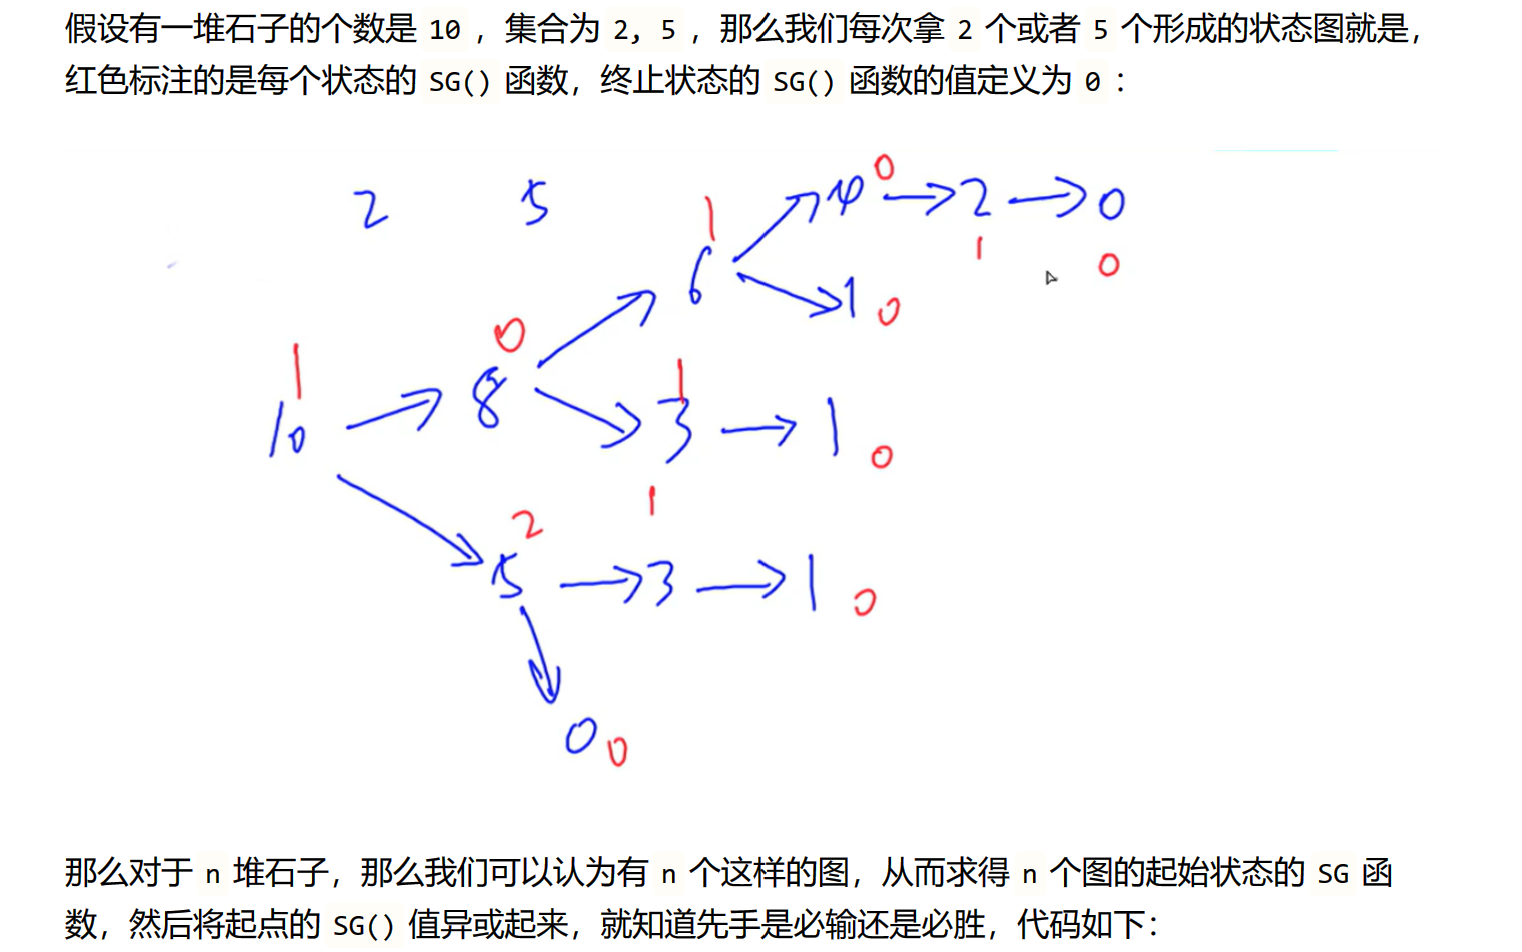 假设有一堆石子的个数是 10 ，集合为 2, 5 ，那么我们每次拿 2 个或者 5 个形成的状态图就是，
红色标注的是每个状态的 SG() 函数，终止状态的 SG() 函数的值定义为 0 ：
2 5
1 4 0 → 2 → 0
6 1 0
1 0
0 1
10 → 8 3 → 1 0
2 1
5 → 3 → 1 0
0 0
那么对于 n 堆石子，那么我们可以认为有 n 个这样的图，从而求得 n 个图的起始状态的 SG 函
数，然后将起点的 SG() 值异或起来，就知道先手是必输还是必胜，代码如下：